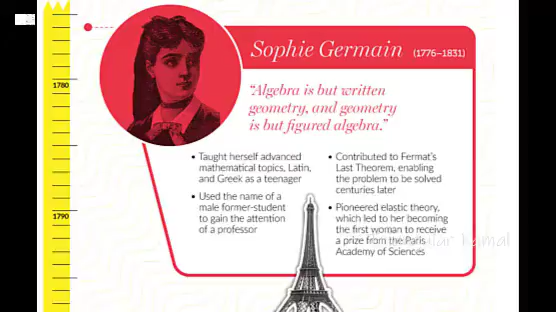 Sophie Germain (1776–1831)
“Algebra is but written
geometry, and geometry
is but figured algebra.”
• Taught herself advanced
mathematical topics, Latin,
and Greek as a teenager
• Used the name of a
male former-student
to gain the attention
of a professor
• Contributed to Fermat’s
Last Theorem, enabling
the problem to be solved
centuries later
• Pioneered elastic theory,
which led to her becoming
the first woman to receive
a prize from the Paris
Academy of Sciences
1780
1790